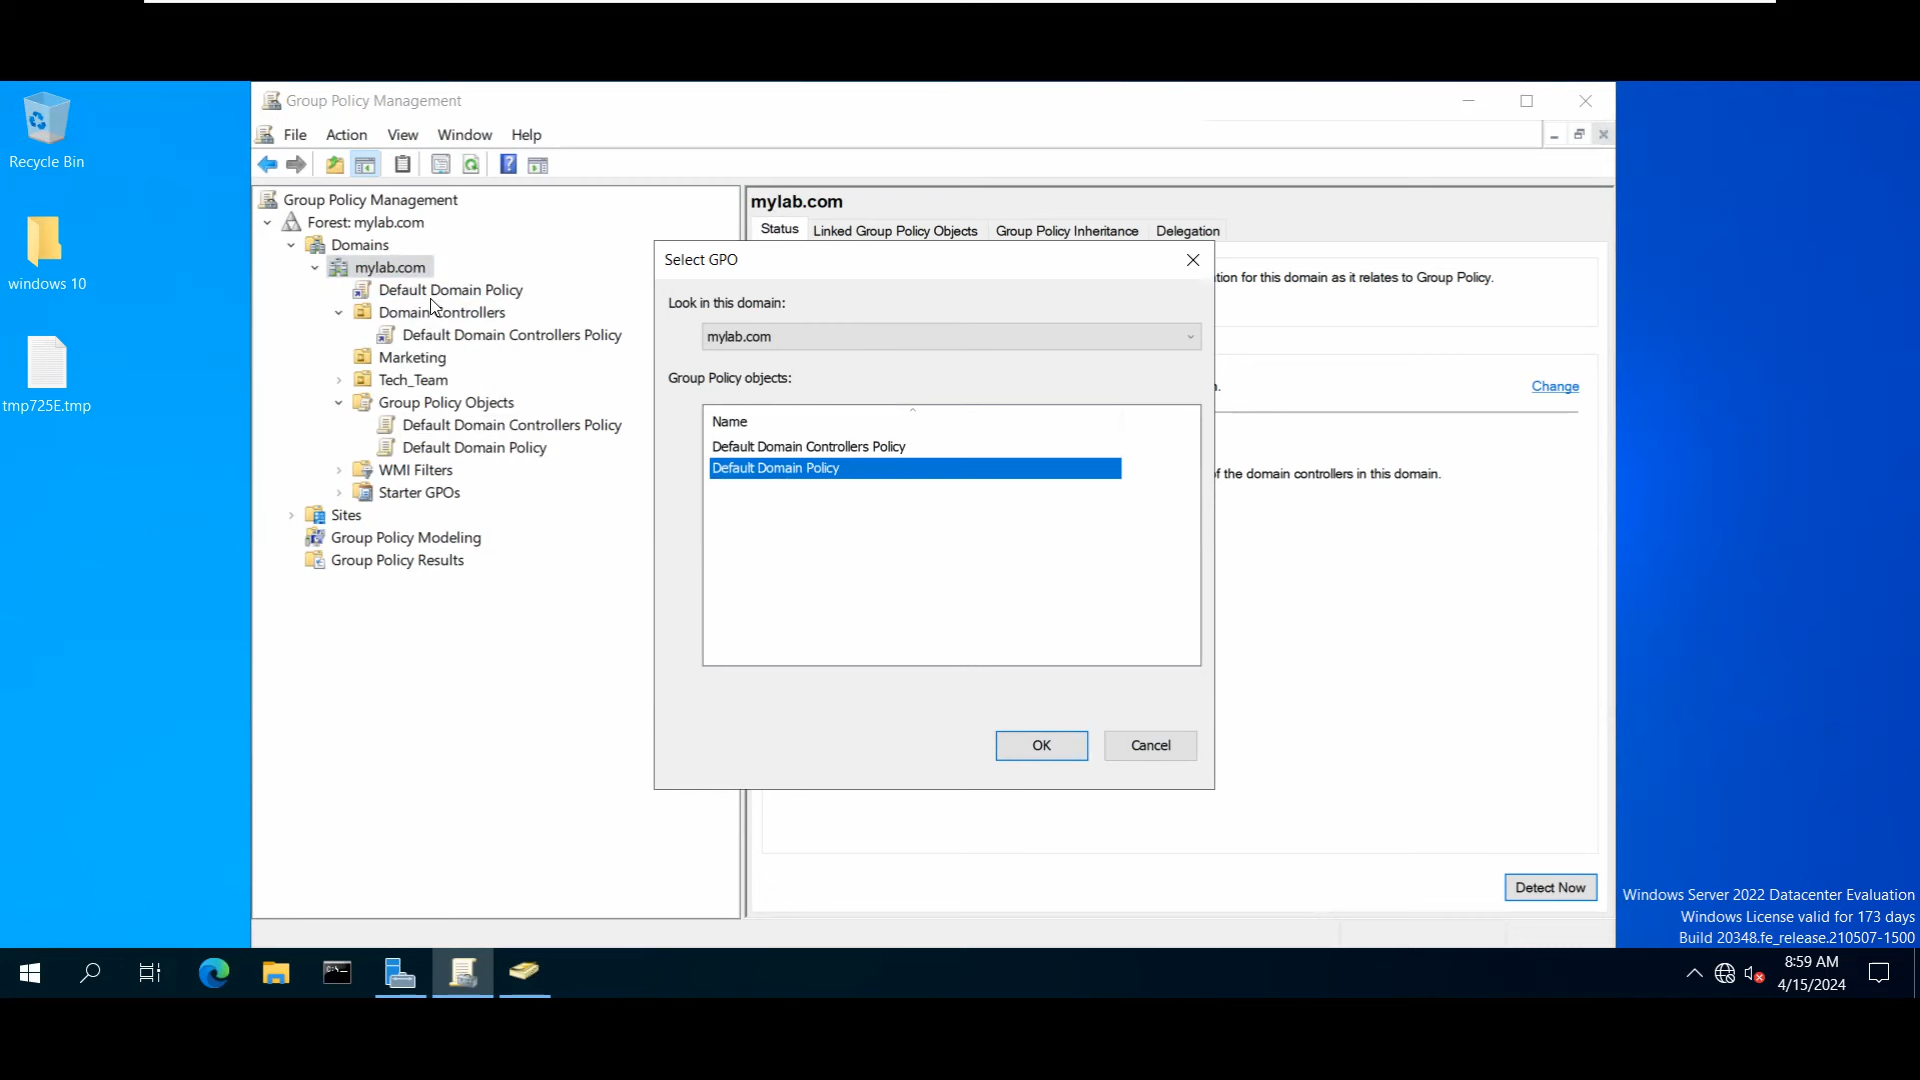 Recycle Bin
windows 10
tmp725E.tmp
Group Policy Management
File Action View Window Help
Group Policy Management
Forest: mylab.com
Domains
mylab.com
Default Domain Policy
Domain Controllers
Default Domain Controllers Policy
Marketing
Tech_Team
Group Policy Objects
Default Domain Controllers Policy
Default Domain Policy
WMI Filters
Starter GPOs
Sites
Group Policy Modeling
Group Policy Results
mylab.com
Status Linked Group Policy Objects Group Policy Inheritance Delegation
tion for this domain as it relates to Group Policy.
Change
f the domain controllers in this domain.
Detect Now
Select GPO
Look in this domain:
mylab.com
Group Policy objects:
Name
Default Domain Controllers Policy
Default Domain Policy
OK Cancel
Windows Server 2022 Datacenter Evaluation
Windows License valid for 173 days
Build 20348.fe_release.210507-1500
8:59 AM
4/15/2024